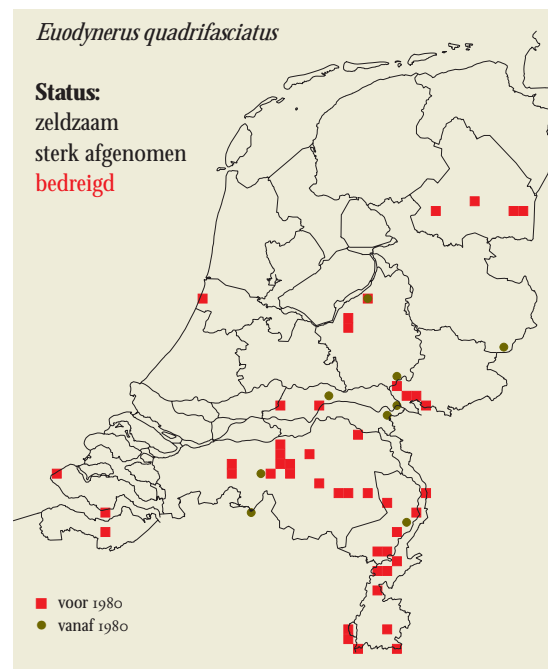 Euodynerus quadrifasciatus
Status:
zeldzaam
sterk afgenomen
bedreigd
voor 1980
vanaf 1980